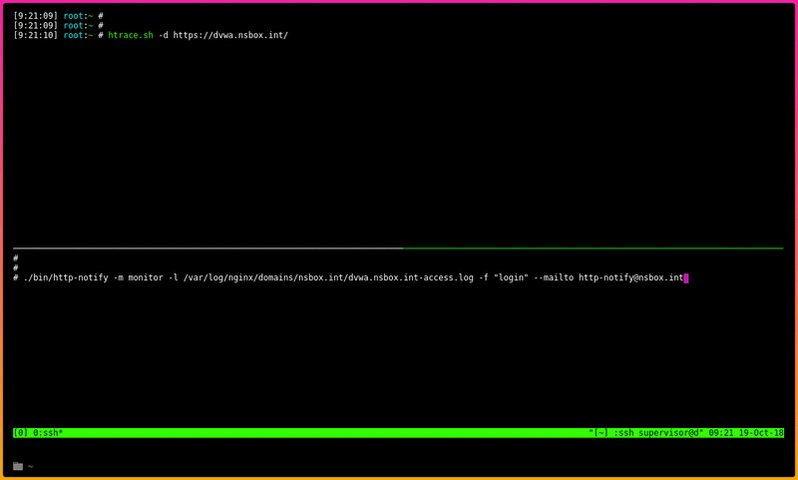 [9:21:09] root:~ #
[9:21:09] root:~ #
[9:21:10] root:~ # htrace.sh -d https://dvwa.nsbox.int/
#
#
# ./bin/http-notify -m monitor -l /var/log/nginx/domains/nsbox.int/dvwa.nsbox.int-access.log -f "login" --mailto http-notify@nsbox.int
[0] 0:ssh* "[~] :ssh supervisor@d" 09:21 19-Oct-18
~